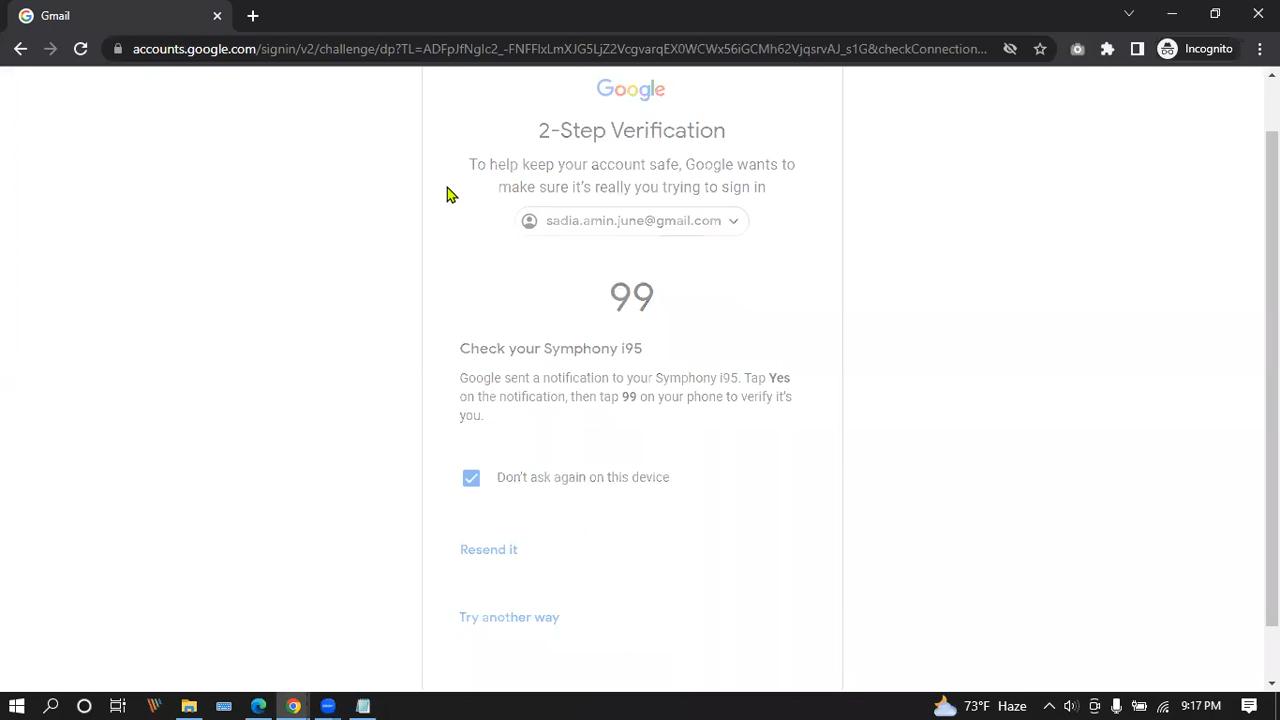 Gmail
accounts.google.com/signin/v2/challenge/dp?TL=ADFpJfNglc2_-FNFFlxLmXJG5LjZ2VcgvarqEX0WCWx56iGCMh62VjqsrvAJ_s1G&checkConnection...
Incognito
Google
2-Step Verification
To help keep your account safe, Google wants to
make sure it's really you trying to sign in
sadia.amin.june@gmail.com
99
Check your Symphony i95
Google sent a notification to your Symphony i95. Tap Yes
on the notification, then tap 99 on your phone to verify it's
you.
Don't ask again on this device
Resend it
Try another way
73°F Haze
9:17 PM